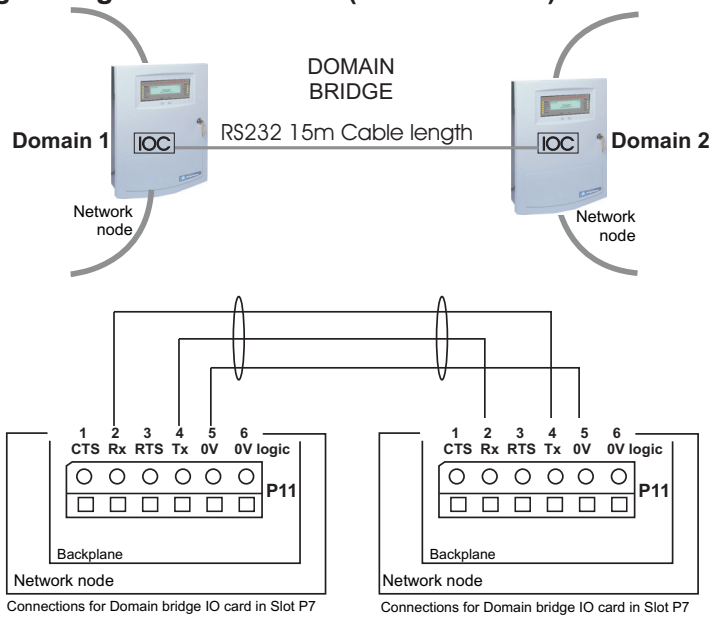 DOMAIN
BRIDGE
RS232 15m Cable length
Domain 1
IOC
IOC
Domain 2
Network
node
Network
node
1 2 3 4 5 6
CTS Rx RTS Tx 0V 0V logic
P11
Backplane
Network node
Connections for Domain bridge IO card in Slot P7
1 2 3 4 5 6
CTS Rx RTS Tx 0V 0V logic
P11
Backplane
Network node
Connections for Domain bridge IO card in Slot P7